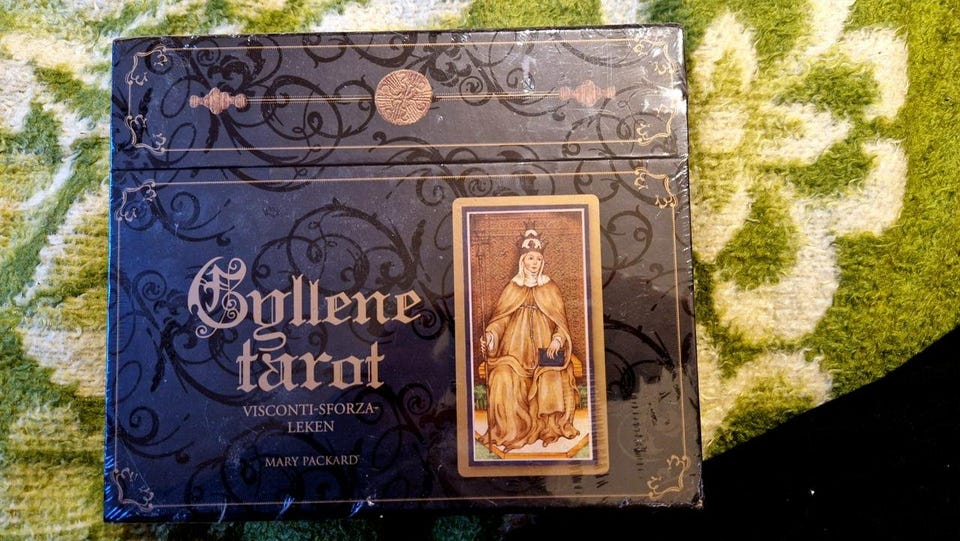 Gyllene
tarot
VISCONTI-SFORZA-
LEKEN
MARY PACKARD